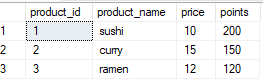 product_id product_name price points
1 1 sushi 10 200
2 2 curry 15 150
3 3 ramen 12 120